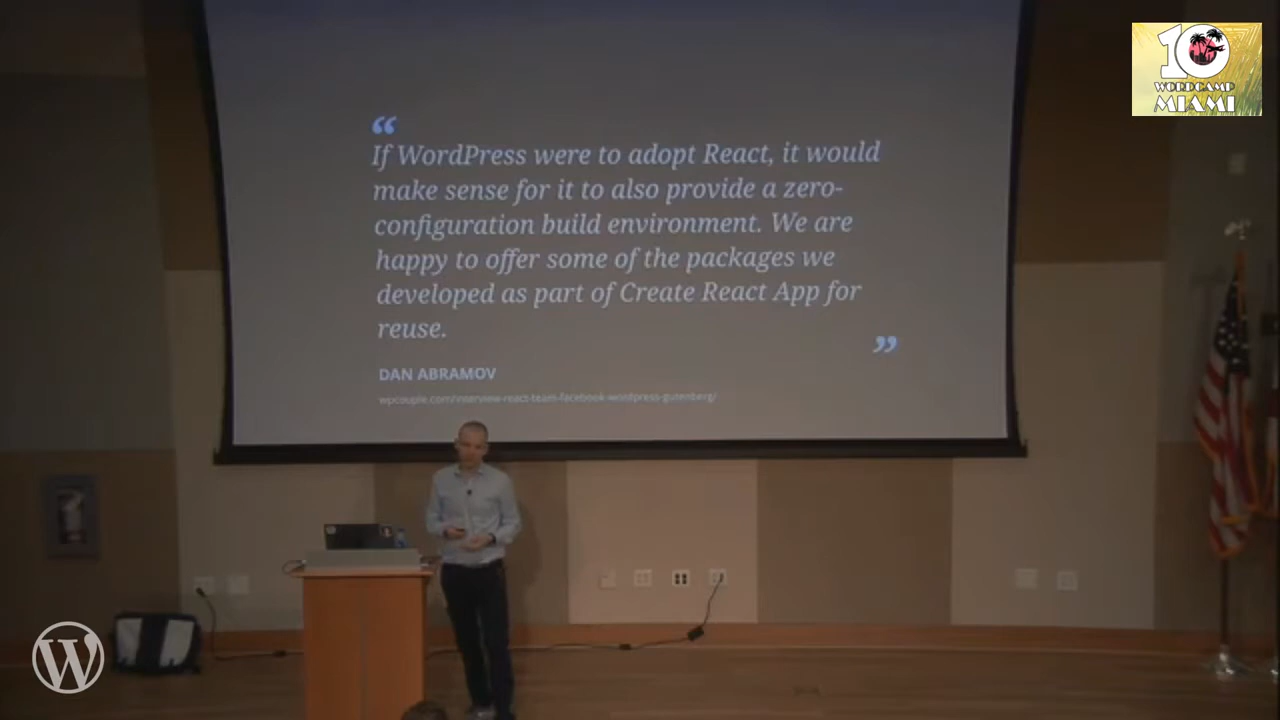 “
If WordPress were to adopt React, it would
make sense for it to also provide a zero-
configuration build environment. We are
happy to offer some of the packages we
developed as part of Create React App for
reuse.
”
DAN ABRAMOV
wpcouple.com/interview-react-team-facebook-wordpress-gutenberg/
10
WORDCAMP
MIAMI
W